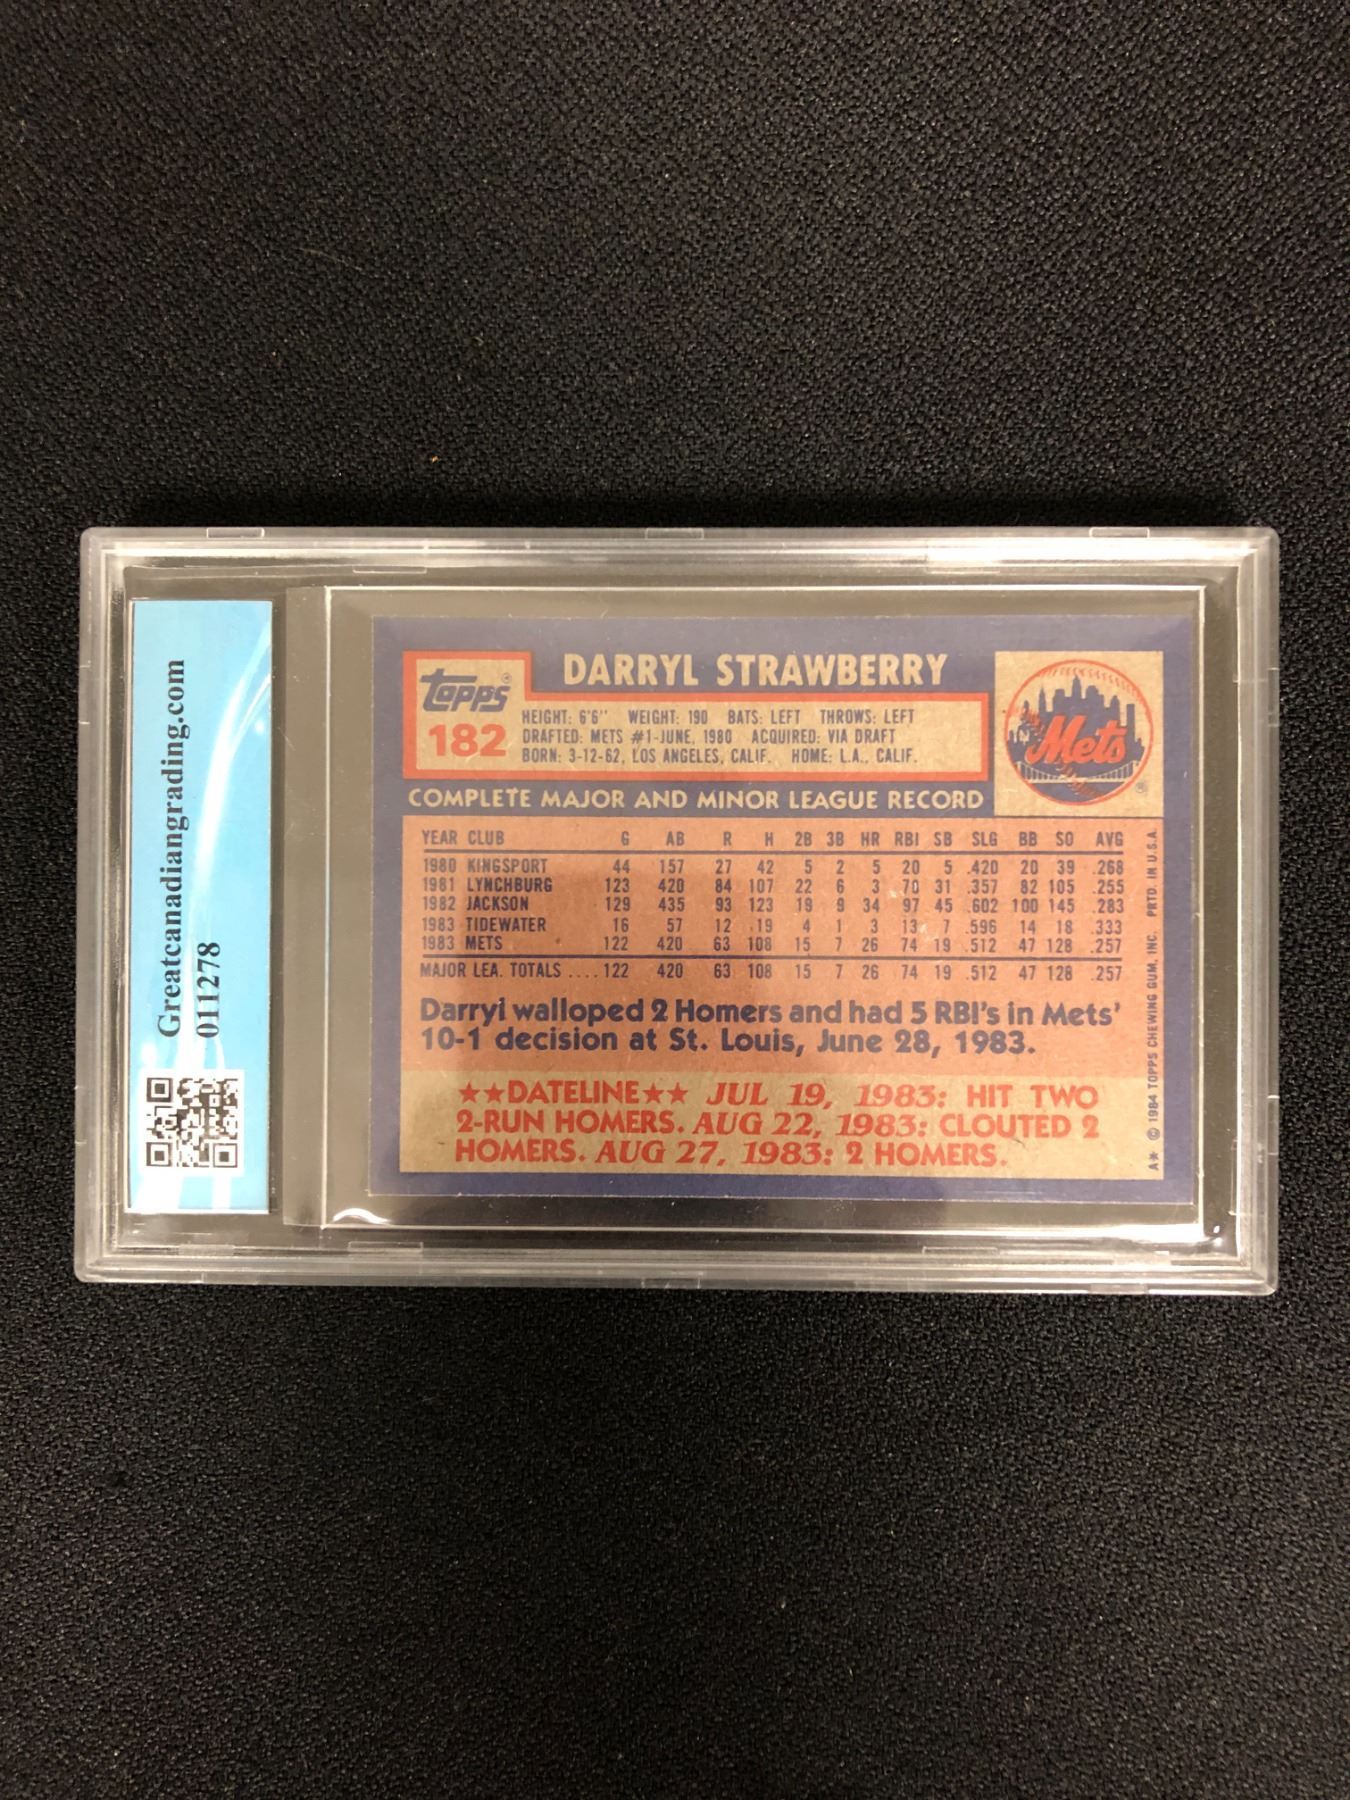 Greatcanadiangrading.com
011278
Topps®
182
DARRYL STRAWBERRY
HEIGHT: 6'6" WEIGHT: 190 BATS: LEFT THROWS: LEFT
DRAFTED: METS #1-JUNE, 1980 ACQUIRED: VIA DRAFT
BORN: 3-12-62, LOS ANGELES, CALIF. HOME: L.A., CALIF.
Mets
®
COMPLETE MAJOR AND MINOR LEAGUE RECORD
YEAR CLUB G AB R H 2B 3B HR RBI SB SLG BB SO AVG
1980 KINGSPORT 44 157 27 42 5 2 5 20 5 .420 20 39 .268
1981 LYNCHBURG 123 420 84 107 22 6 3 70 31 .357 82 105 .255
1982 JACKSON 129 435 93 123 19 9 34 97 45 .602 100 145 .283
1983 TIDEWATER 16 57 12 19 4 1 3 13 7 .596 14 18 .333
1983 METS 122 420 63 108 15 7 26 74 19 .512 47 128 .257
MAJOR LEA. TOTALS .... 122 420 63 108 15 7 26 74 19 .512 47 128 .257
Darryl walloped 2 Homers and had 5 RBI's in Mets'
10-1 decision at St. Louis, June 28, 1983.
★★DATELINE★★ JUL 19, 1983: HIT TWO
2-RUN HOMERS. AUG 22, 1983: CLOUTED 2
HOMERS. AUG 27, 1983: 2 HOMERS.
A* © 1984 TOPPS CHEWING GUM, INC. PRTD. IN U.S.A.